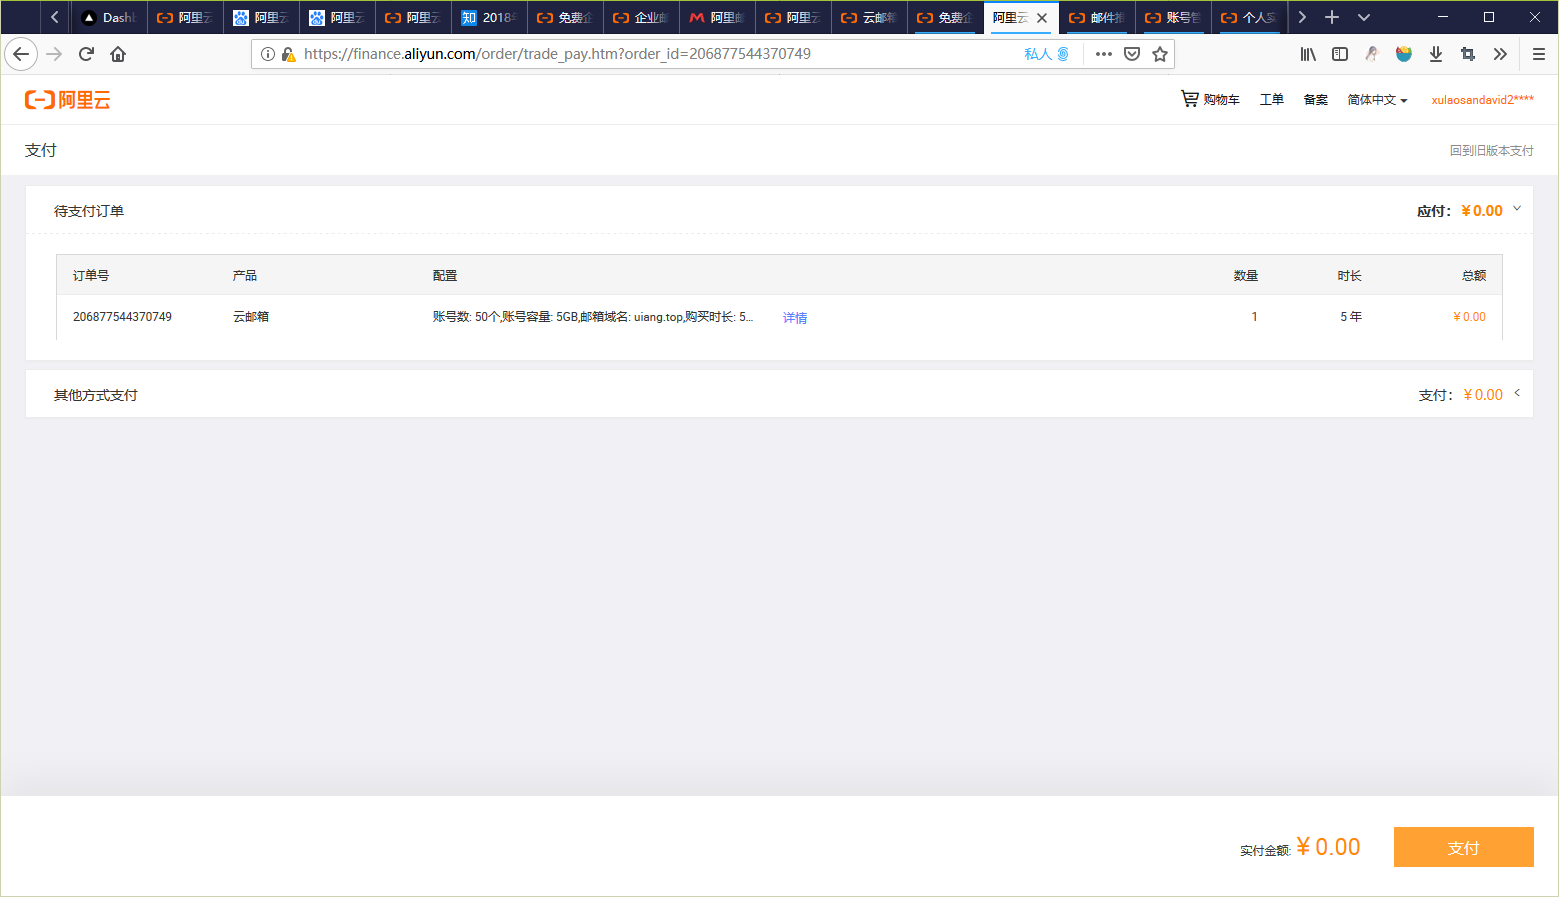 Dashb 阿里云 阿里云 阿里云 阿里云 2018 免费企 企业邮 阿里邮 阿里云 云邮箱 免费企 阿里云 邮件推 账号管 个人实
https://finance.aliyun.com/order/trade_pay.htm?order_id=206877544370749 私人
阿里云 购物车 工单 备案 简体中文 xulaosandavid2****
支付 回到旧版本支付
待支付订单 应付: ¥0.00
订单号 产品 配置 数量 时长 总额
206877544370749 云邮箱 账号数: 50个,账号容量: 5GB,邮箱域名: uiang.top,购买时长: 5... 详情 1 5 年 ¥0.00
其他方式支付 支付: ¥0.00
实付金额: ¥0.00 支付